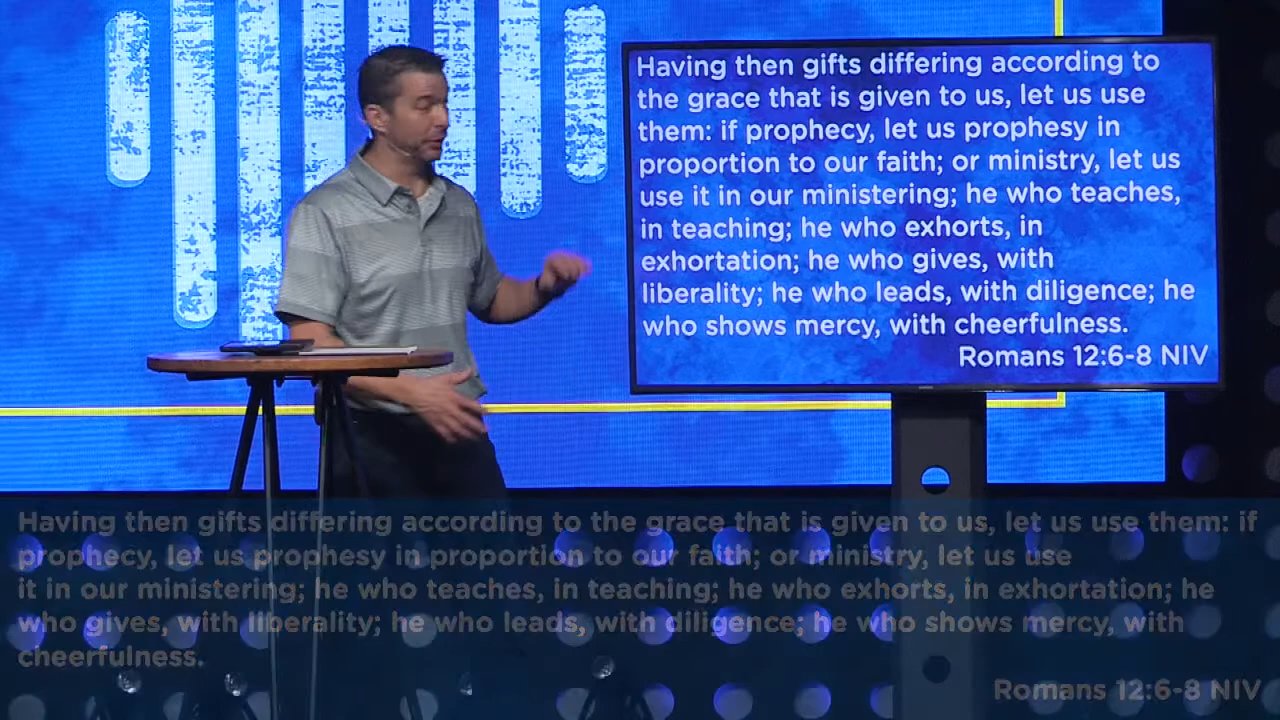 Having then gifts differing according to
the grace that is given to us, let us use
them: if prophecy, let us prophesy in
proportion to our faith; or ministry, let us
use it in our ministering; he who teaches,
in teaching; he who exhorts, in
exhortation; he who gives, with
liberality; he who leads, with diligence; he
who shows mercy, with cheerfulness.
Romans 12:6-8 NIV
Having then gifts differing according to the grace that is given to us, let us use them: if
prophecy, let us prophesy in proportion to our faith; or ministry, let us use
it in our ministering; he who teaches, in teaching; he who exhorts, in exhortation; he
who gives, with liberality; he who leads, with diligence; he who shows mercy, with
cheerfulness.
Romans 12:6-8 NIV